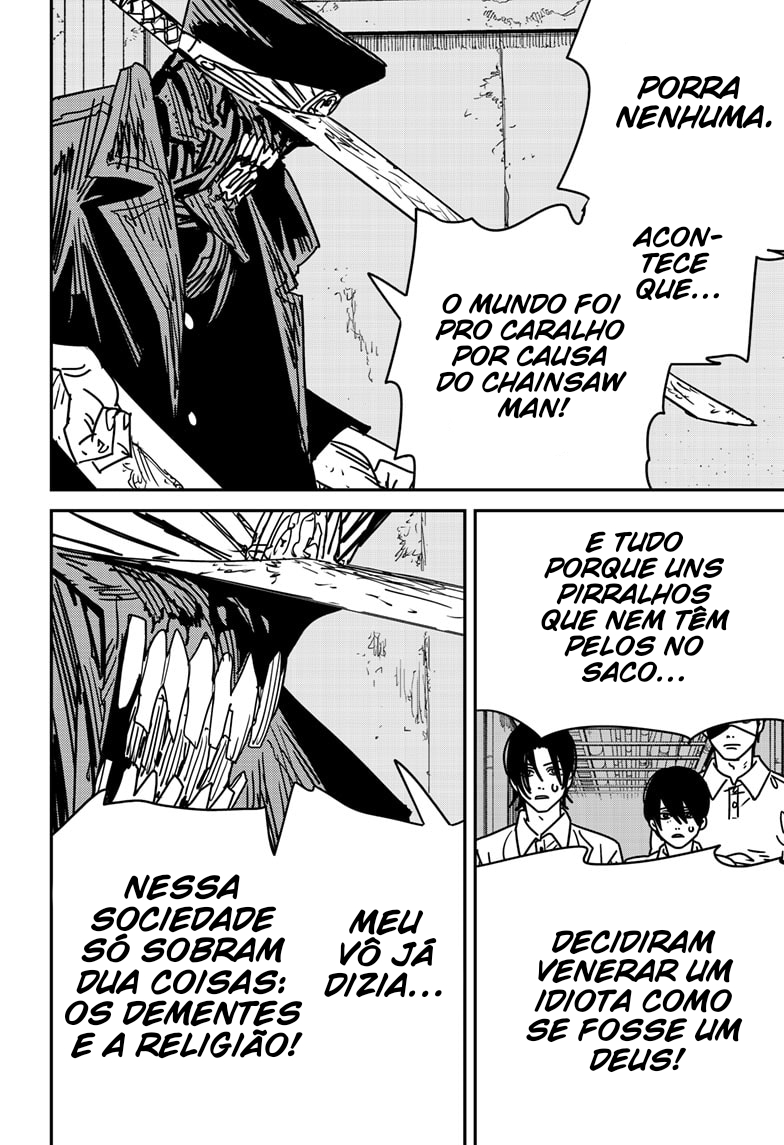 PORRA
NENHUMA.
ACON-
TECE
QUE...
O MUNDO FOI
PRO CARALHO
POR CAUSA
DO CHAINSAW
MAN!
E TUDO
PORQUE UNS
PIRRALHOS
QUE NEM TÊM
PELOS NO
SACO...
DECIDIRAM
VENERAR UM
IDIOTA COMO
SE FOSSE UM
DEUS!
MEU
VÔ JÁ
DIZIA...
NESSA
SOCIEDADE
SÓ SOBRAM
DUA COISAS:
OS DEMENTES
E A RELIGIÃO!